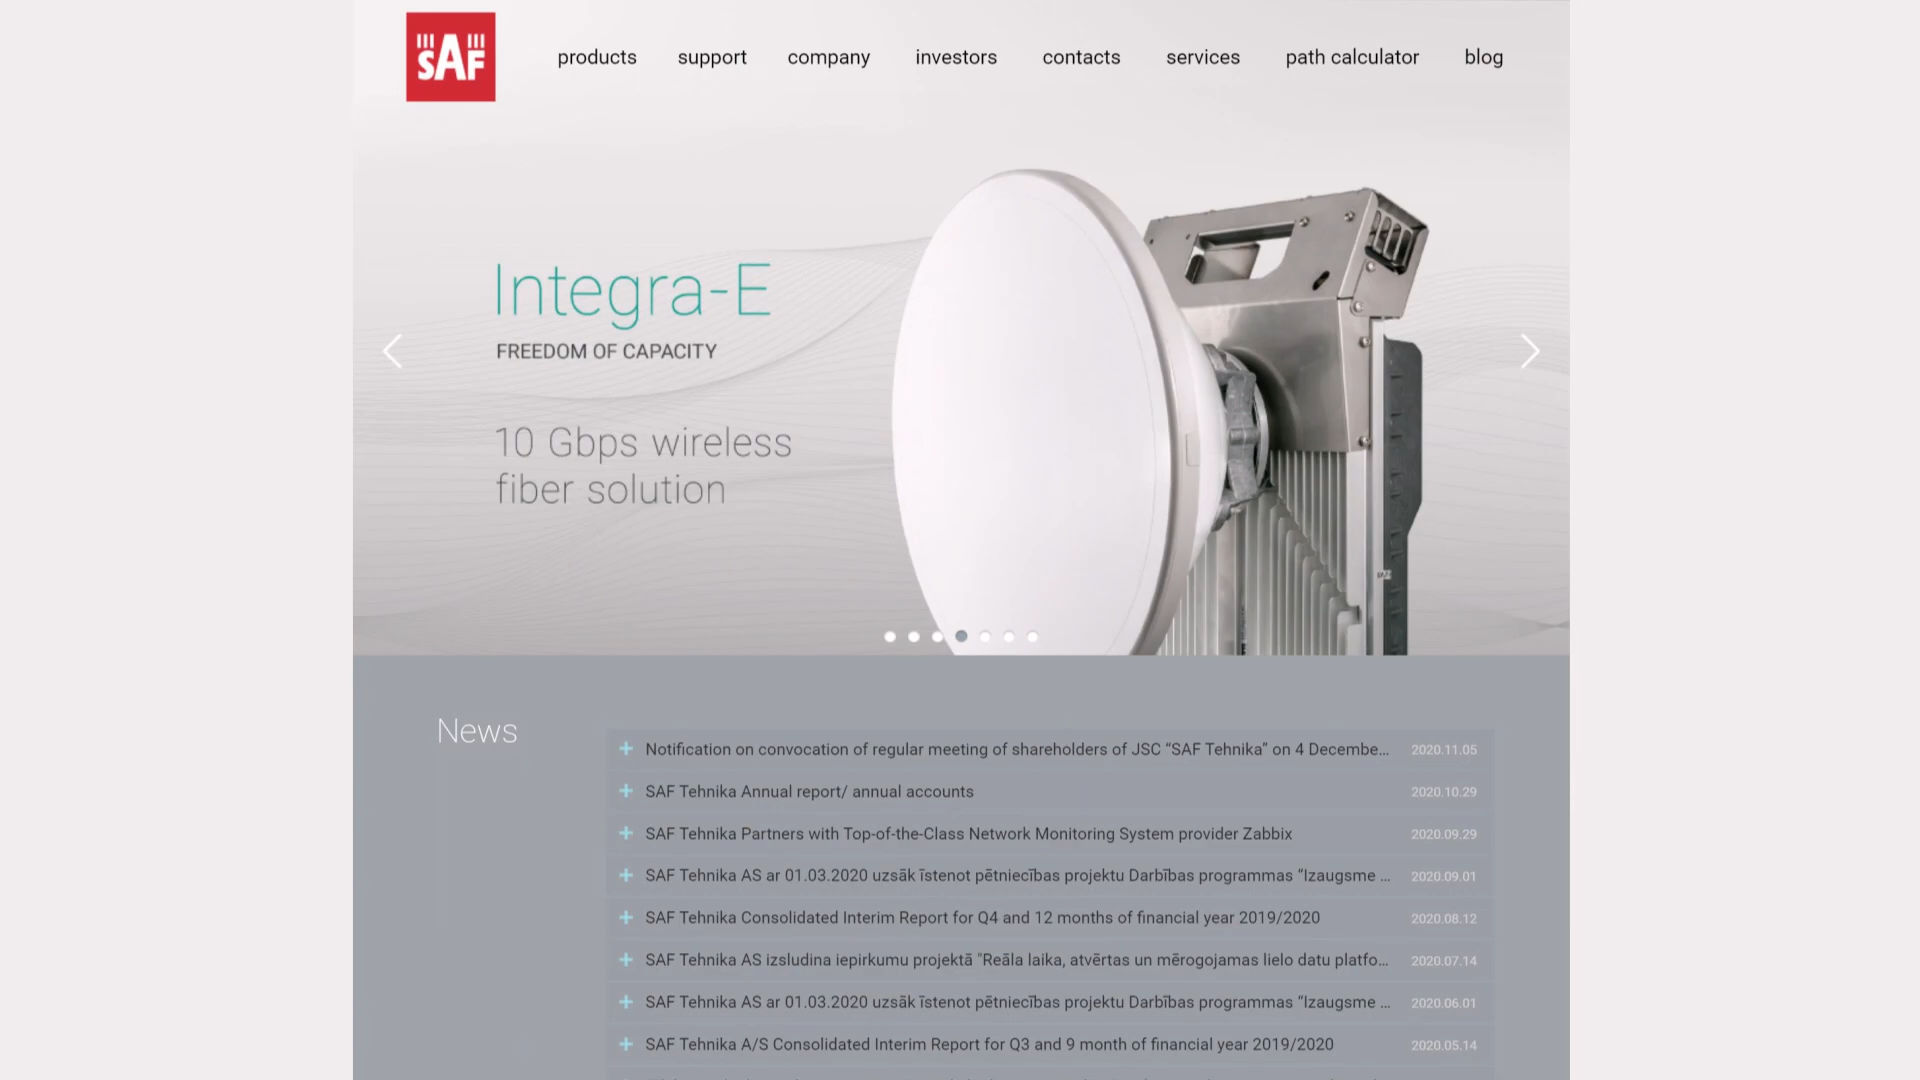 SAF
products support company investors contacts services path calculator blog
Integra-E
FREEDOM OF CAPACITY
10 Gbps wireless
fiber solution
News
+ Notification on convocation of regular meeting of shareholders of JSC “SAF Tehnika” on 4 Decembe... 2020.11.05
+ SAF Tehnika Annual report/ annual accounts 2020.10.29
+ SAF Tehnika Partners with Top-of-the-Class Network Monitoring System provider Zabbix 2020.09.29
+ SAF Tehnika AS ar 01.03.2020 uzsāk īstenot pētniecības projektu Darbības programmas “Izaugsme ... 2020.09.01
+ SAF Tehnika Consolidated Interim Report for Q4 and 12 months of financial year 2019/2020 2020.08.12
+ SAF Tehnika AS izsludina iepirkumu projektā "Reāla laika, atvērtas un mērogojamas lielo datu platfo... 2020.07.14
+ SAF Tehnika AS ar 01.03.2020 uzsāk īstenot pētniecības projektu Darbības programmas “Izaugsme ... 2020.06.01
+ SAF Tehnika A/S Consolidated Interim Report for Q3 and 9 month of financial year 2019/2020 2020.05.14